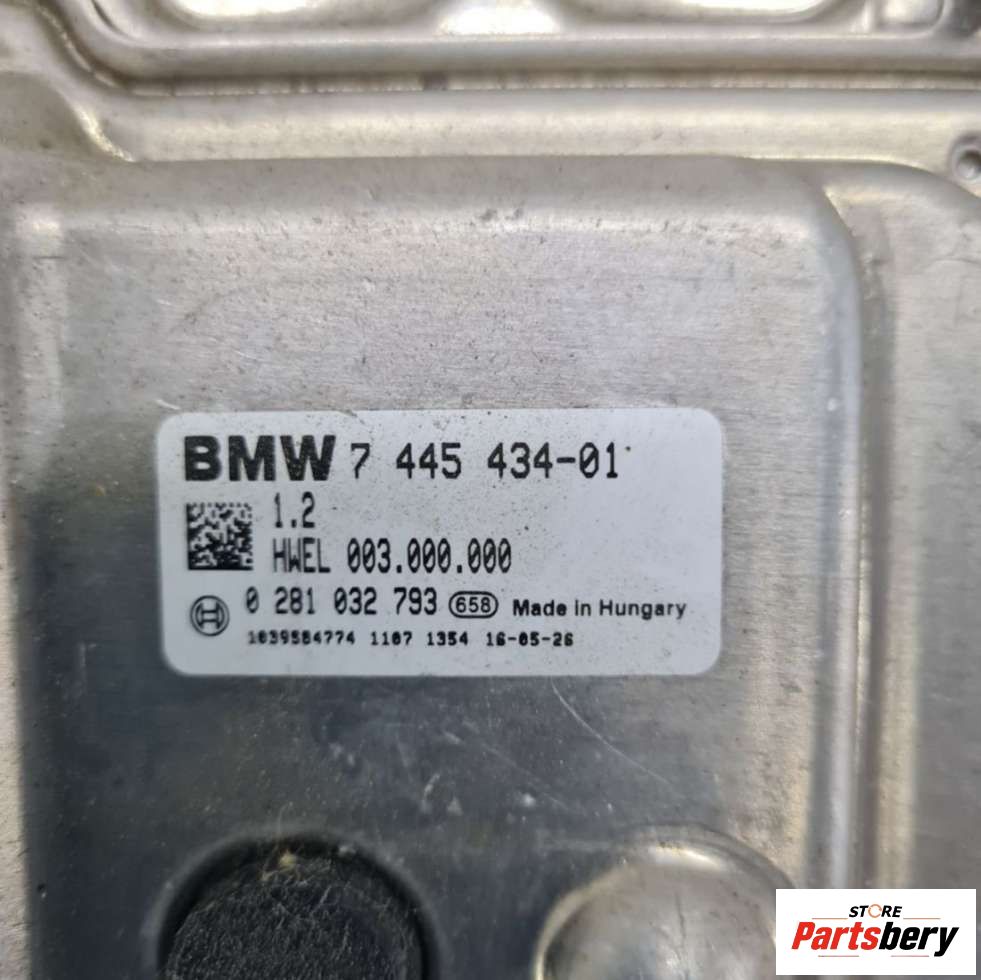 BMW 7 445 434-01
1.2
HWEL 003.000.000
0 281 032 793 658 Made in Hungary
1039S84774 1107 1354 16-05-26
STORE
Partsbery